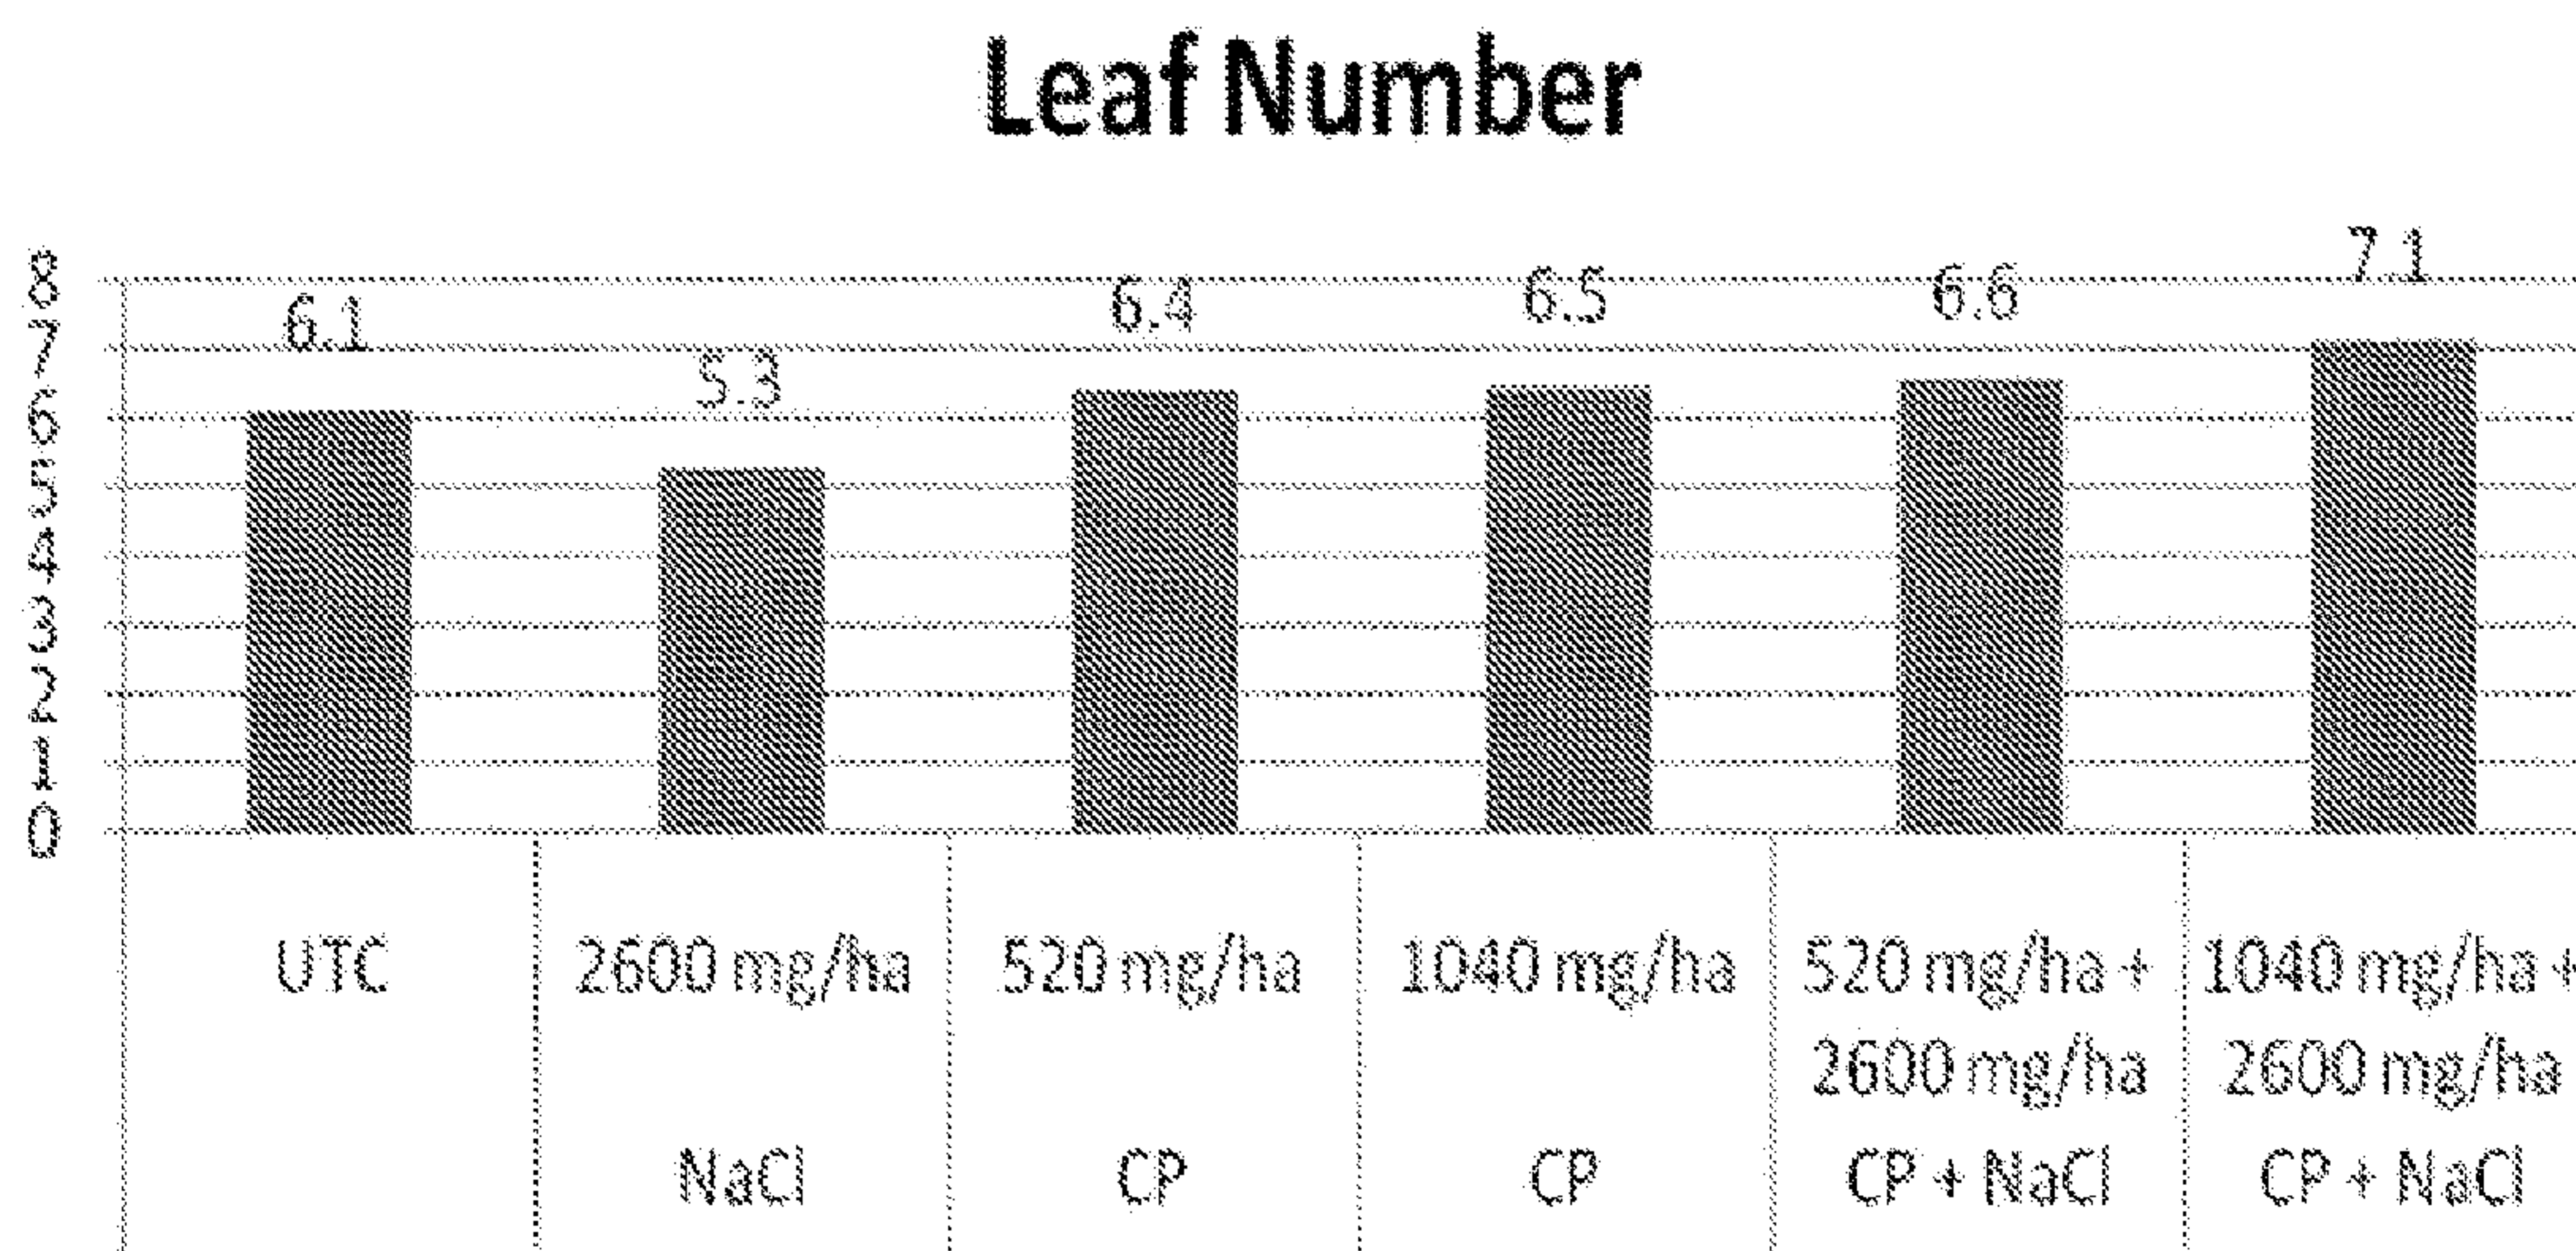 Leaf Number
8
7
6
5
4
3
2
1
0
6.1
5.3
6.4
6.5
6.6
7.1
UTC
2600 mg/ha
NaCl
520 mg/ha
CP
1040 mg/ha
CP
520 mg/ha +
2600 mg/ha
CP + NaCl
1040 mg/ha +
2600 mg/ha
CP + NaCl